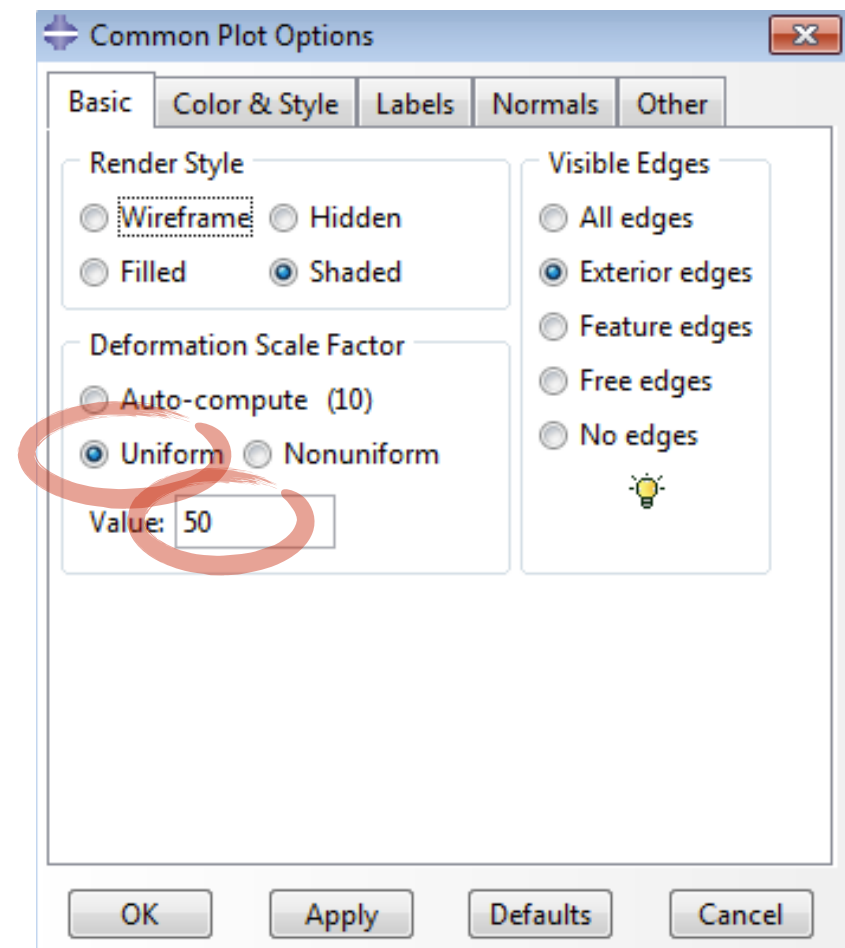 Common Plot Options
Basic Color & Style Labels Normals Other
Render Style
Wireframe Hidden
Filled Shaded
Visible Edges
All edges
Exterior edges
Feature edges
Free edges
No edges
Deformation Scale Factor
Auto-compute (10)
Uniform Nonuniform
Value: 50
OK Apply Defaults Cancel